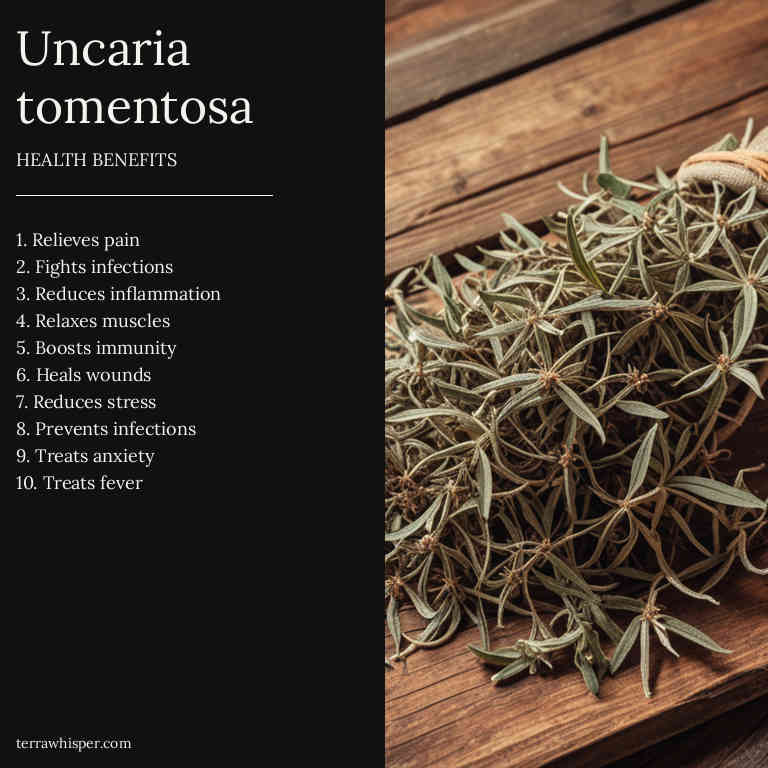 Uncaria
tomentosa
HEALTH BENEFITS
1. Relieves pain
2. Fights infections
3. Reduces inflammation
4. Relaxes muscles
5. Boosts immunity
6. Heals wounds
7. Reduces stress
8. Prevents infections
9. Treats anxiety
10. Treats fever
terrawhisper.com